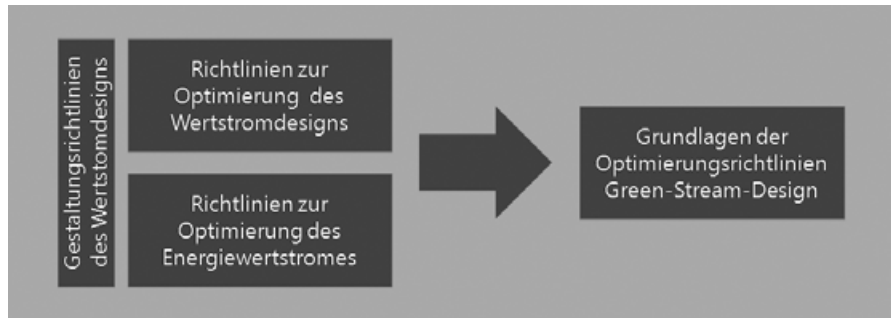 Gestaltungsrichtlinien
des Wertstomdesigns
Richtlinien zur
Optimierung des
Wertstromdesigns
Richtlinien zur
Optimierung des
Energiewertstromes
Grundlagen der
Optimierungsrichtlinien
Green-Stream-Design